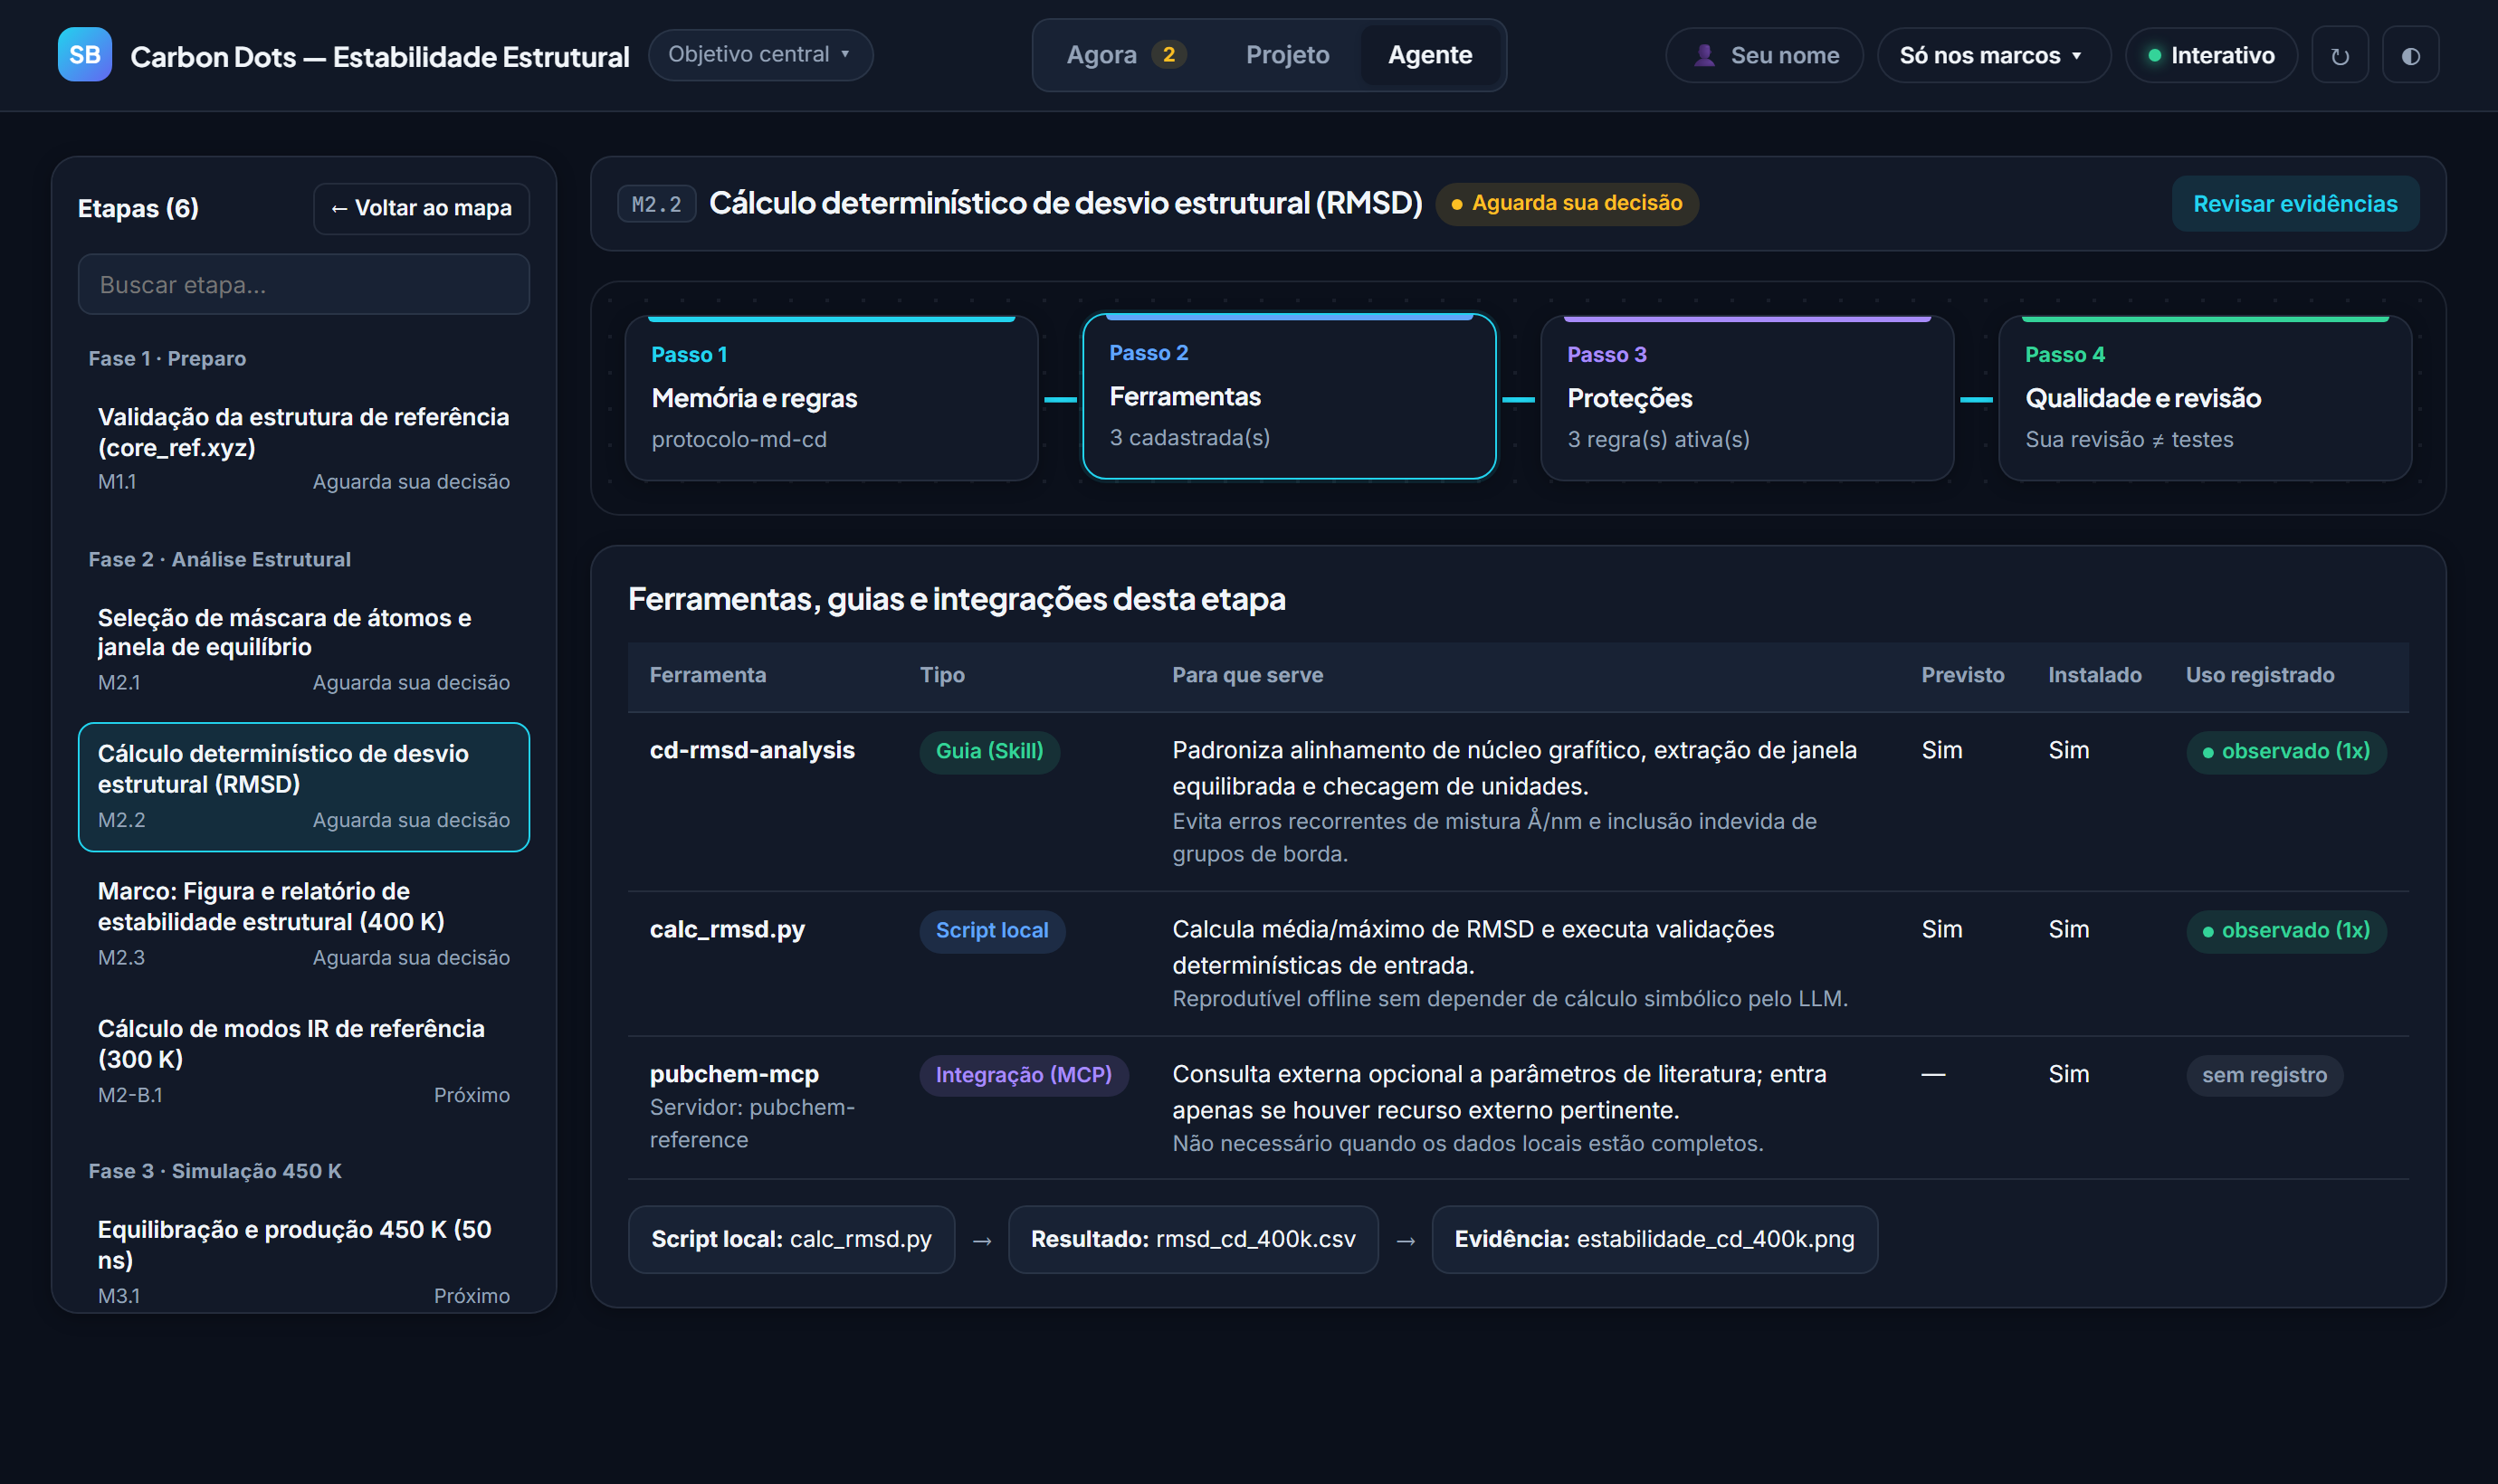 SB
Carbon Dots — Estabilidade Estrutural
Objetivo central ▾
Agora 2
Projeto
Agente
Seu nome
Só nos marcos ▾
Interativo
Etapas (6)
← Voltar ao mapa
Buscar etapa...
Fase 1 · Preparo
Validação da estrutura de referência
(core_ref.xyz)
M1.1 Aguarda sua decisão
Fase 2 · Análise Estrutural
Seleção de máscara de átomos e
janela de equilíbrio
M2.1 Aguarda sua decisão
Cálculo determinístico de desvio
estrutural (RMSD)
M2.2 Aguarda sua decisão
Marco: Figura e relatório de
estabilidade estrutural (400 K)
M2.3 Aguarda sua decisão
Cálculo de modos IR de referência
(300 K)
M2-B.1 Próximo
Fase 3 · Simulação 450 K
Equilibração e produção 450 K (50
ns)
M3.1 Próximo
M2.2 Cálculo determinístico de desvio estrutural (RMSD) Aguarda sua decisão
Revisar evidências
Passo 1
Memória e regras
protocolo-md-cd
Passo 2
Ferramentas
3 cadastrada(s)
Passo 3
Proteções
3 regra(s) ativa(s)
Passo 4
Qualidade e revisão
Sua revisão ≠ testes
Ferramentas, guias e integrações desta etapa
Ferramenta Tipo Para que serve Previsto Instalado Uso registrado
cd-rmsd-analysis Guia (Skill) Padroniza alinhamento de núcleo grafítico, extração de janela Sim Sim observado (1x)
equilibrada e checagem de unidades.
Evita erros recorrentes de mistura Å/nm e inclusão indevida de
grupos de borda.
calc_rmsd.py Script local Calcula média/máximo de RMSD e executa validações Sim Sim observado (1x)
determinísticas de entrada.
Reprodutível offline sem depender de cálculo simbólico pelo LLM.
pubchem-mcp Integração (MCP) Consulta externa opcional a parâmetros de literatura; entra — Sim sem registro
Servidor: pubchem- apenas se houver recurso externo pertinente.
reference Não necessário quando os dados locais estão completos.
Script local: calc_rmsd.py → Resultado: rmsd_cd_400k.csv → Evidência: estabilidade_cd_400k.png